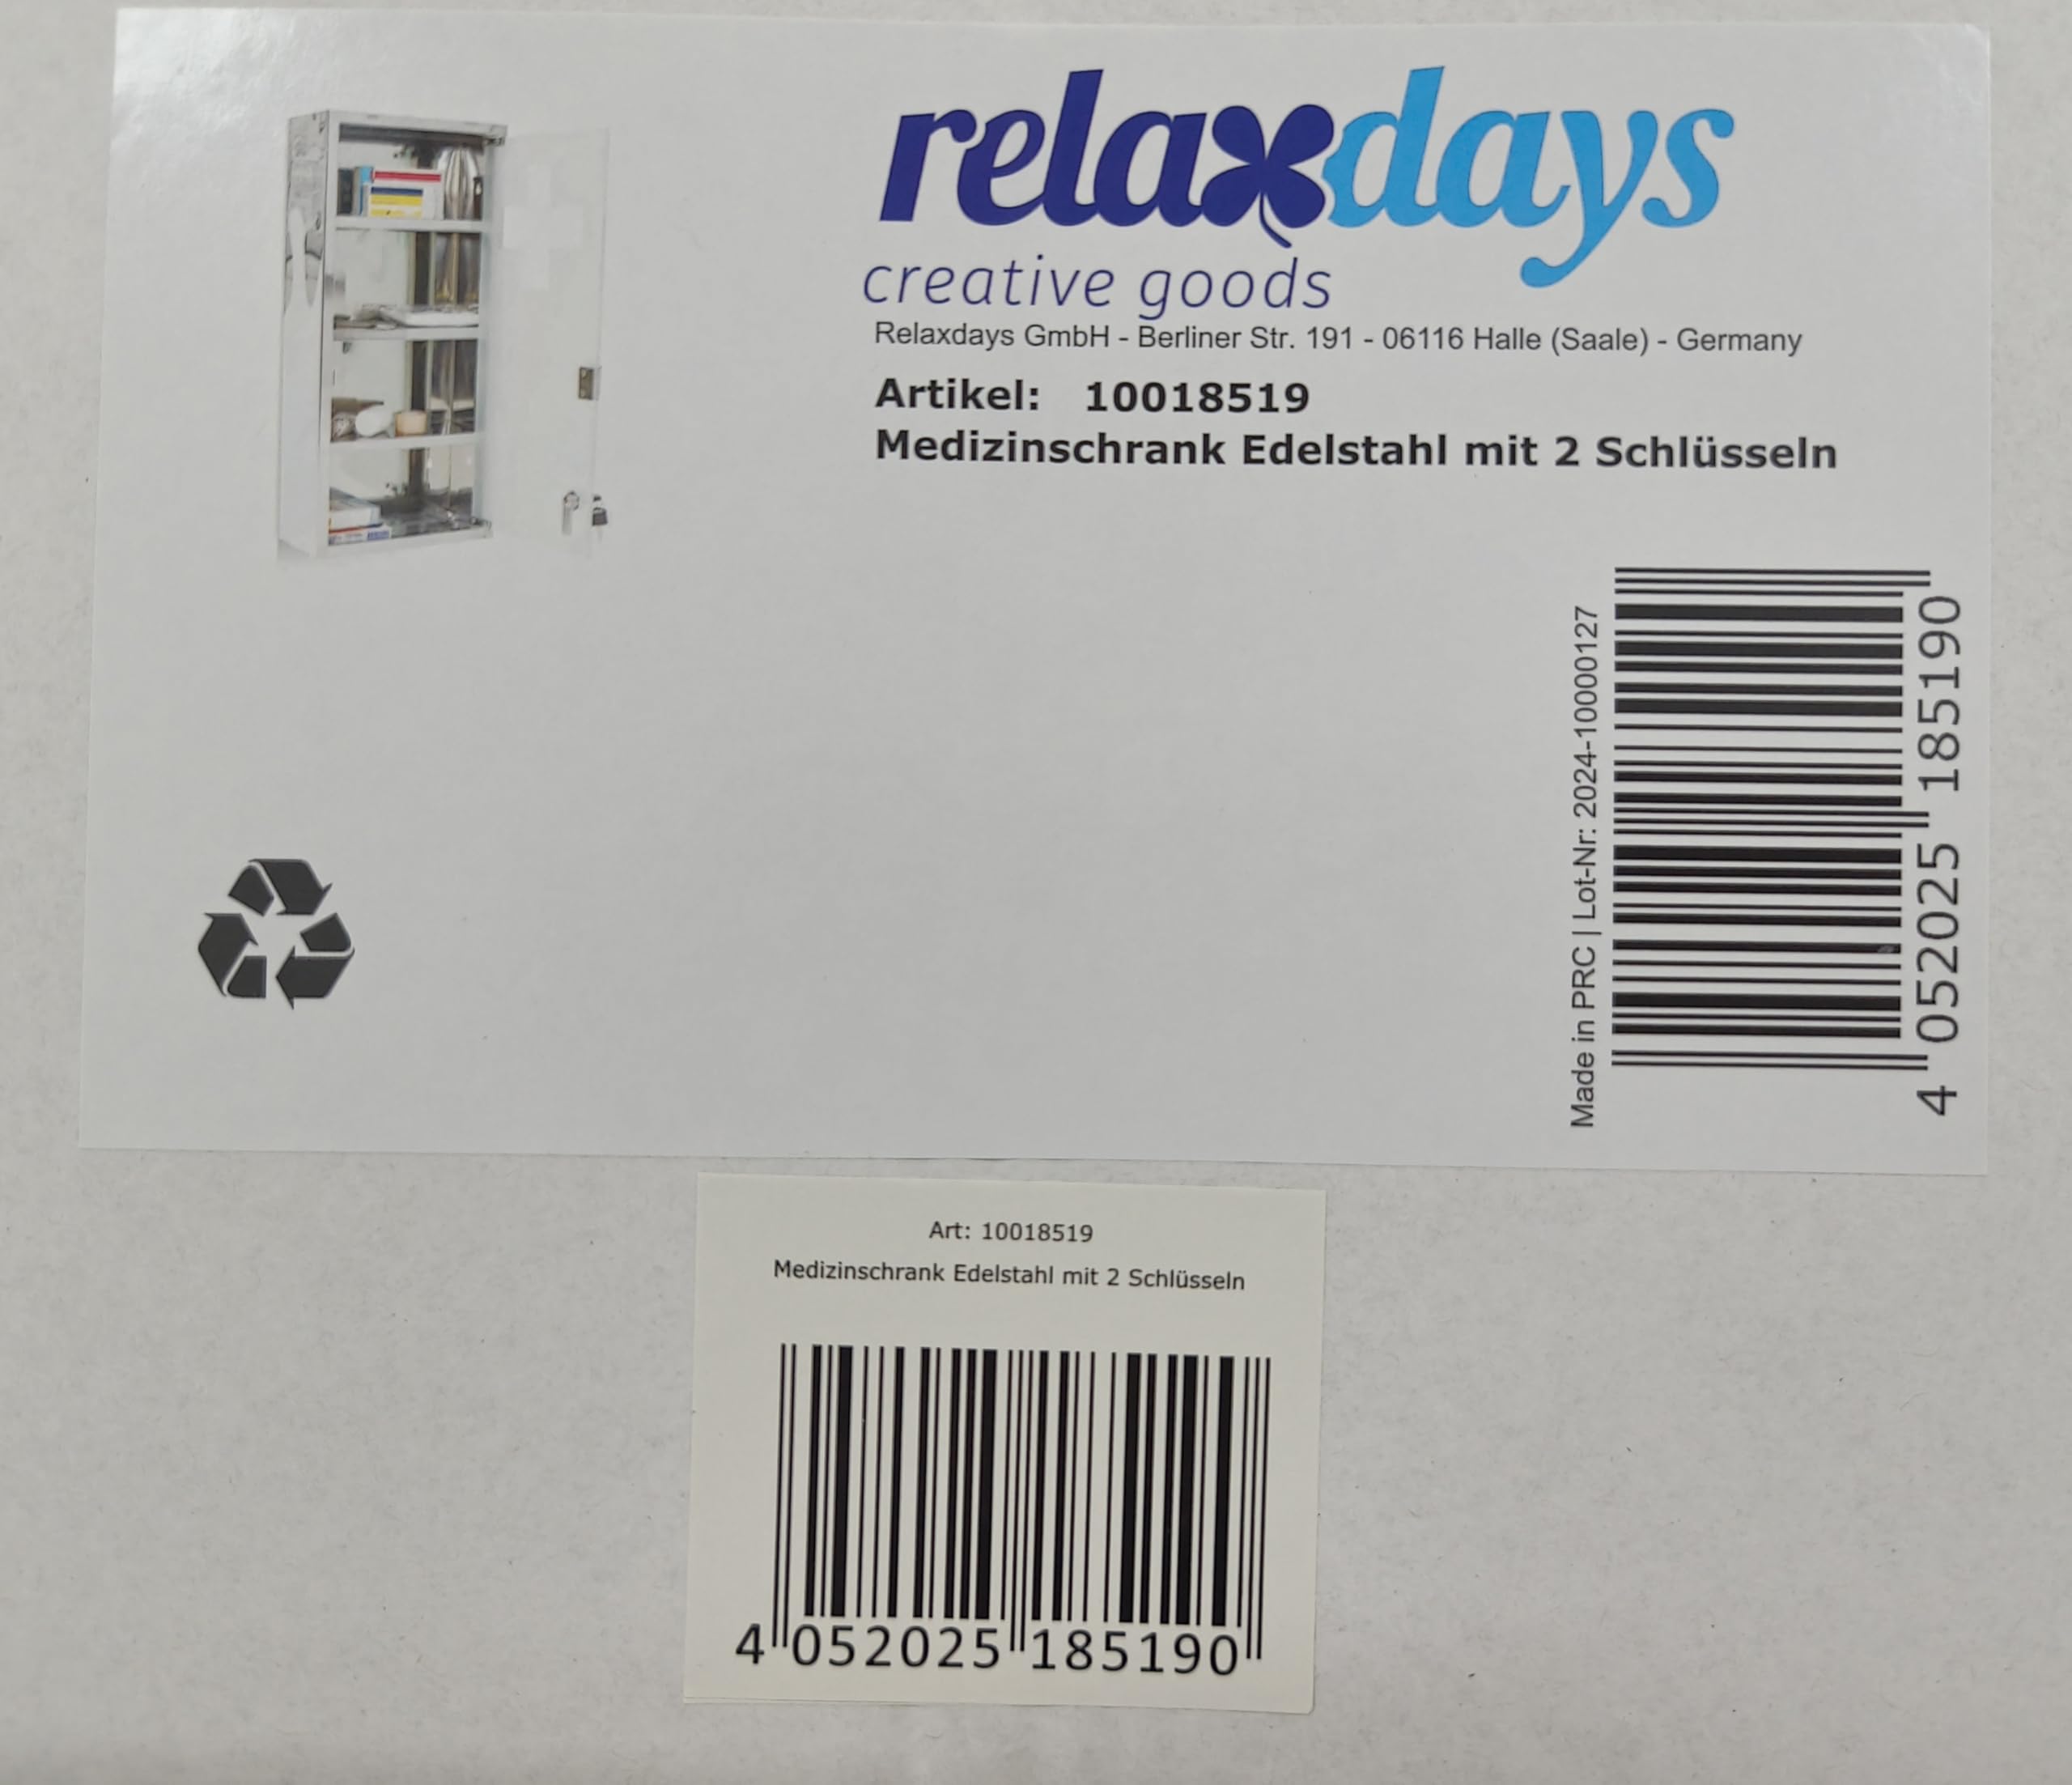 relaxdays
creative goods
Relaxdays GmbH - Berliner Str. 191 - 06116 Halle (Saale) - Germany
Artikel: 10018519
Medizinschrank Edelstahl mit 2 Schlüsseln
Made in PRC | Lot-Nr: 2024-10000127
4 052025 185190
Art: 10018519
Medizinschrank Edelstahl mit 2 Schlüsseln
4 052025 185190